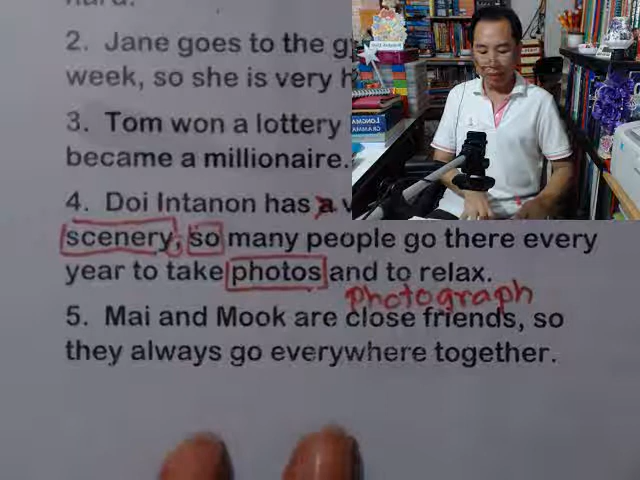 2. Jane goes to the g
week, so she is very h
3. Tom won a lottery
became a millionaire.
4. Doi Intanon has a v
scenery, so many people go there every
year to take photos and to relax.
photograph
5. Mai and Mook are close friends, so
they always go everywhere together.